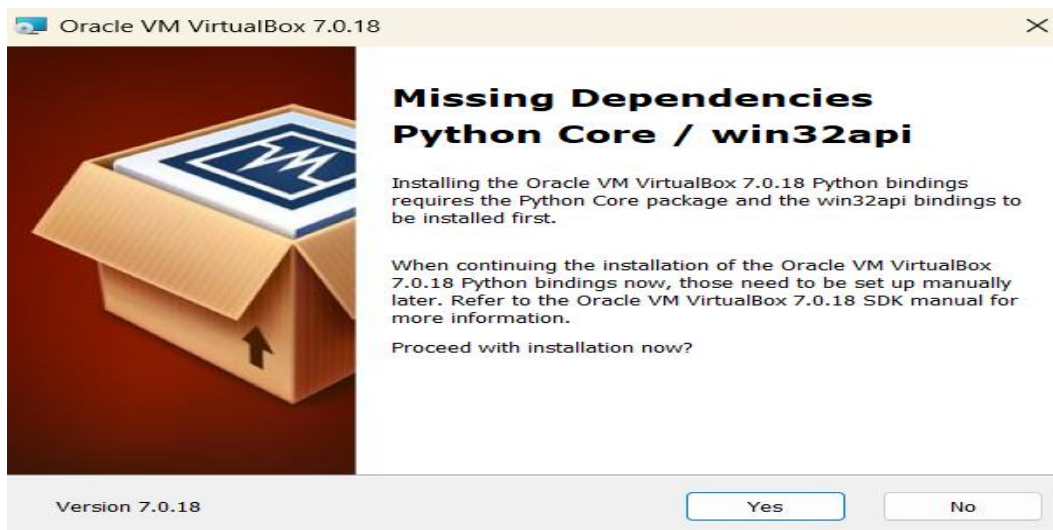 Oracle VM VirtualBox 7.0.18
Missing Dependencies
Python Core / win32api
Installing the Oracle VM VirtualBox 7.0.18 Python bindings
requires the Python Core package and the win32api bindings to
be installed first.
When continuing the installation of the Oracle VM VirtualBox
7.0.18 Python bindings now, those need to be set up manually
later. Refer to the Oracle VM VirtualBox 7.0.18 SDK manual for
more information.
Proceed with installation now?
Version 7.0.18
Yes
No